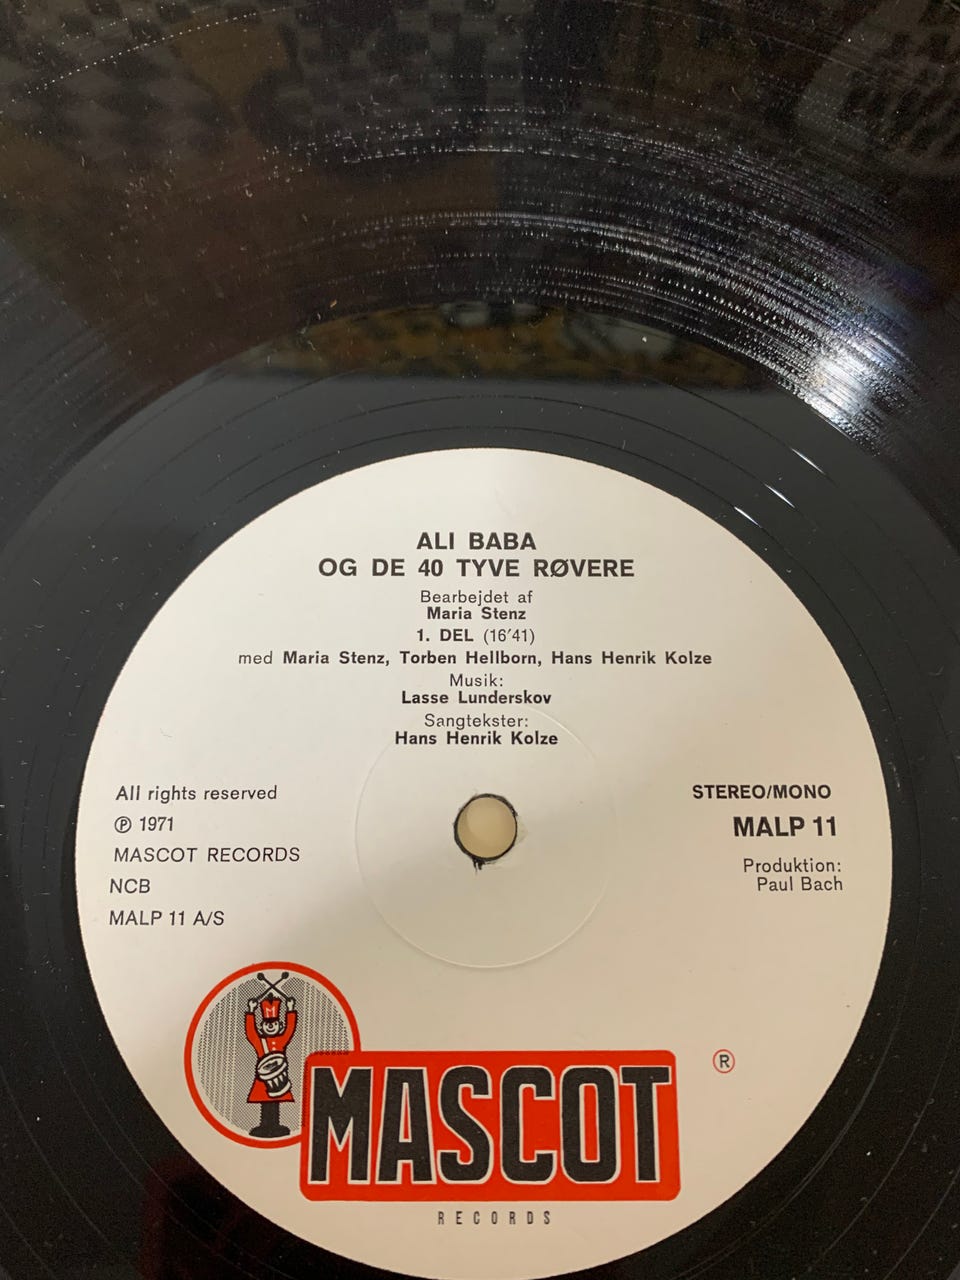 ALI BABA
OG DE 40 TYVE RØVERE
Bearbejdet af
Maria Stenz
1. DEL (16'41)
med Maria Stenz, Torben Hellborn, Hans Henrik Kolze
Musik:
Lasse Lunderskov
Sangtekster:
Hans Henrik Kolze
All rights reserved
℗ 1971
MASCOT RECORDS
NCB
MALP 11 A/S
STEREO/MONO
MALP 11
Produktion:
Paul Bach
M
MASCOT
®
RECORDS